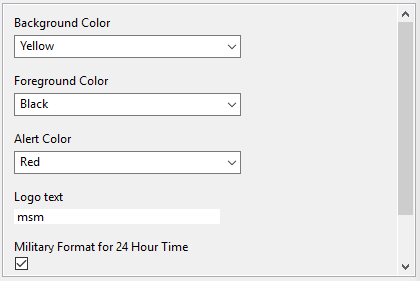 Background Color
Yellow
Foreground Color
Black
Alert Color
Red
Logo text
msm
Military Format for 24 Hour Time